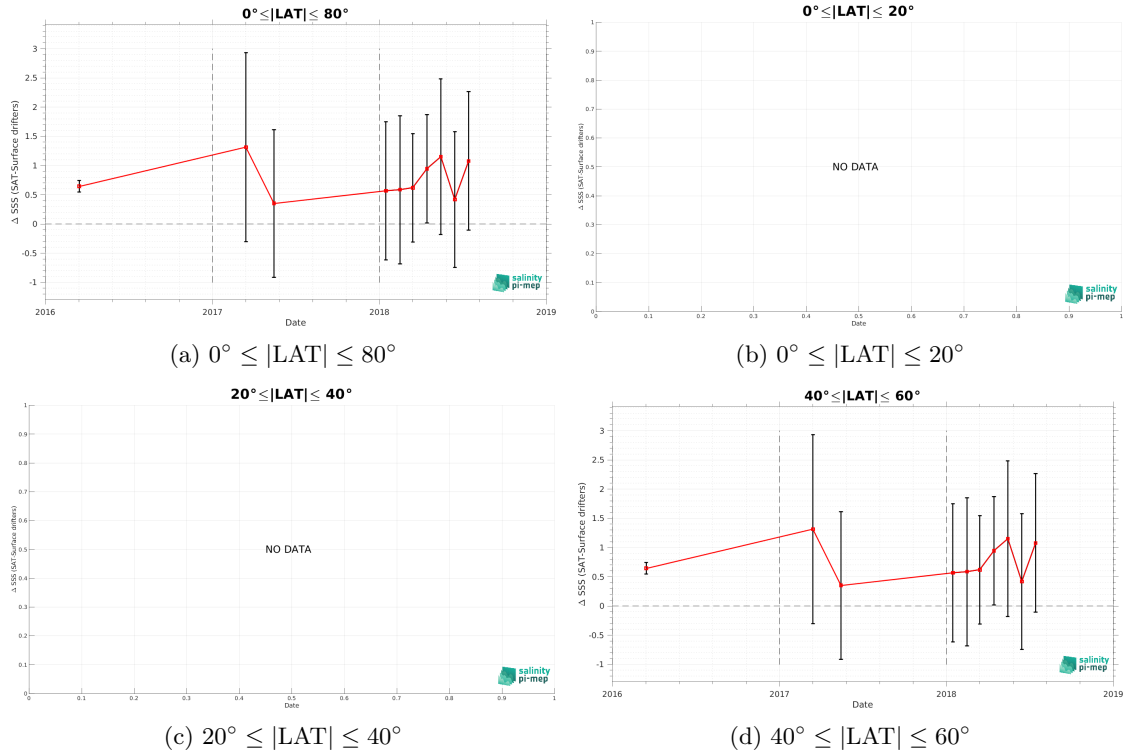 0°≤|LAT|≤ 80°
Δ SSS (SAT-Surface drifters)
3
2.5
2
1.5
1
0.5
0
-0.5
-1
2016
2017
2018
2019
Date
salinity
pi-mep
(a) 0° ≤ |LAT| ≤ 80°
0°≤|LAT|≤ 20°
Δ SSS (SAT-Surface drifters)
1
0.9
0.8
0.7
0.6
0.5
0.4
0.3
0.2
0.1
0
NO DATA
0
0.1
0.2
0.3
0.4
0.5
0.6
0.7
0.8
0.9
1
Date
salinity
pi-mep
(b) 0° ≤ |LAT| ≤ 20°
20°≤|LAT|≤ 40°
Δ SSS (SAT-Surface drifters)
1
0.9
0.8
0.7
0.6
0.5
0.4
0.3
0.2
0.1
0
NO DATA
0
0.1
0.2
0.3
0.4
0.5
0.6
0.7
0.8
0.9
1
Date
salinity
pi-mep
(c) 20° ≤ |LAT| ≤ 40°
40°≤|LAT|≤ 60°
Δ SSS (SAT-Surface drifters)
3
2.5
2
1.5
1
0.5
0
-0.5
-1
2016
2017
2018
2019
Date
salinity
pi-mep
(d) 40° ≤ |LAT| ≤ 60°